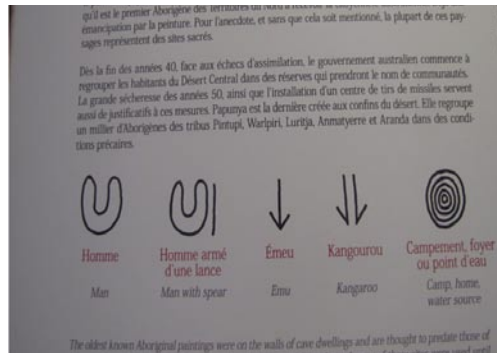 qu'il est le premier Aborigène des Territoires du Nord à
émancipation par la peinture. Pour l'anecdote, et sans que cela soit mentionné, la plupart de ces pay-
sages représentent des sites sacrés.
Dès la fin des années 40, face aux échecs d'assimilation, le gouvernement australien commence à
regrouper les habitants du Désert Central dans des réserves qui prendront le nom de communautés.
La grande sécheresse des années 50, ainsi que l'installation d'un centre de tirs de missiles servent
aussi de justificatifs à ces mesures. Papunya est la dernière créée aux confins du désert. Elle regroupe
un millier d'Aborigènes des tribus Pintupi, Warlpiri, Luritja, Anmatyerre et Aranda dans des condi-
tions précaires.
Homme Homme armé Émeu Kangourou Campement, foyer
d'une lance ou point d'eau
Man Man with spear Emu Kangaroo Camp, home,
water source
The oldest known Aboriginal paintings were on the walls of cave dwellings and are thought to predate those of